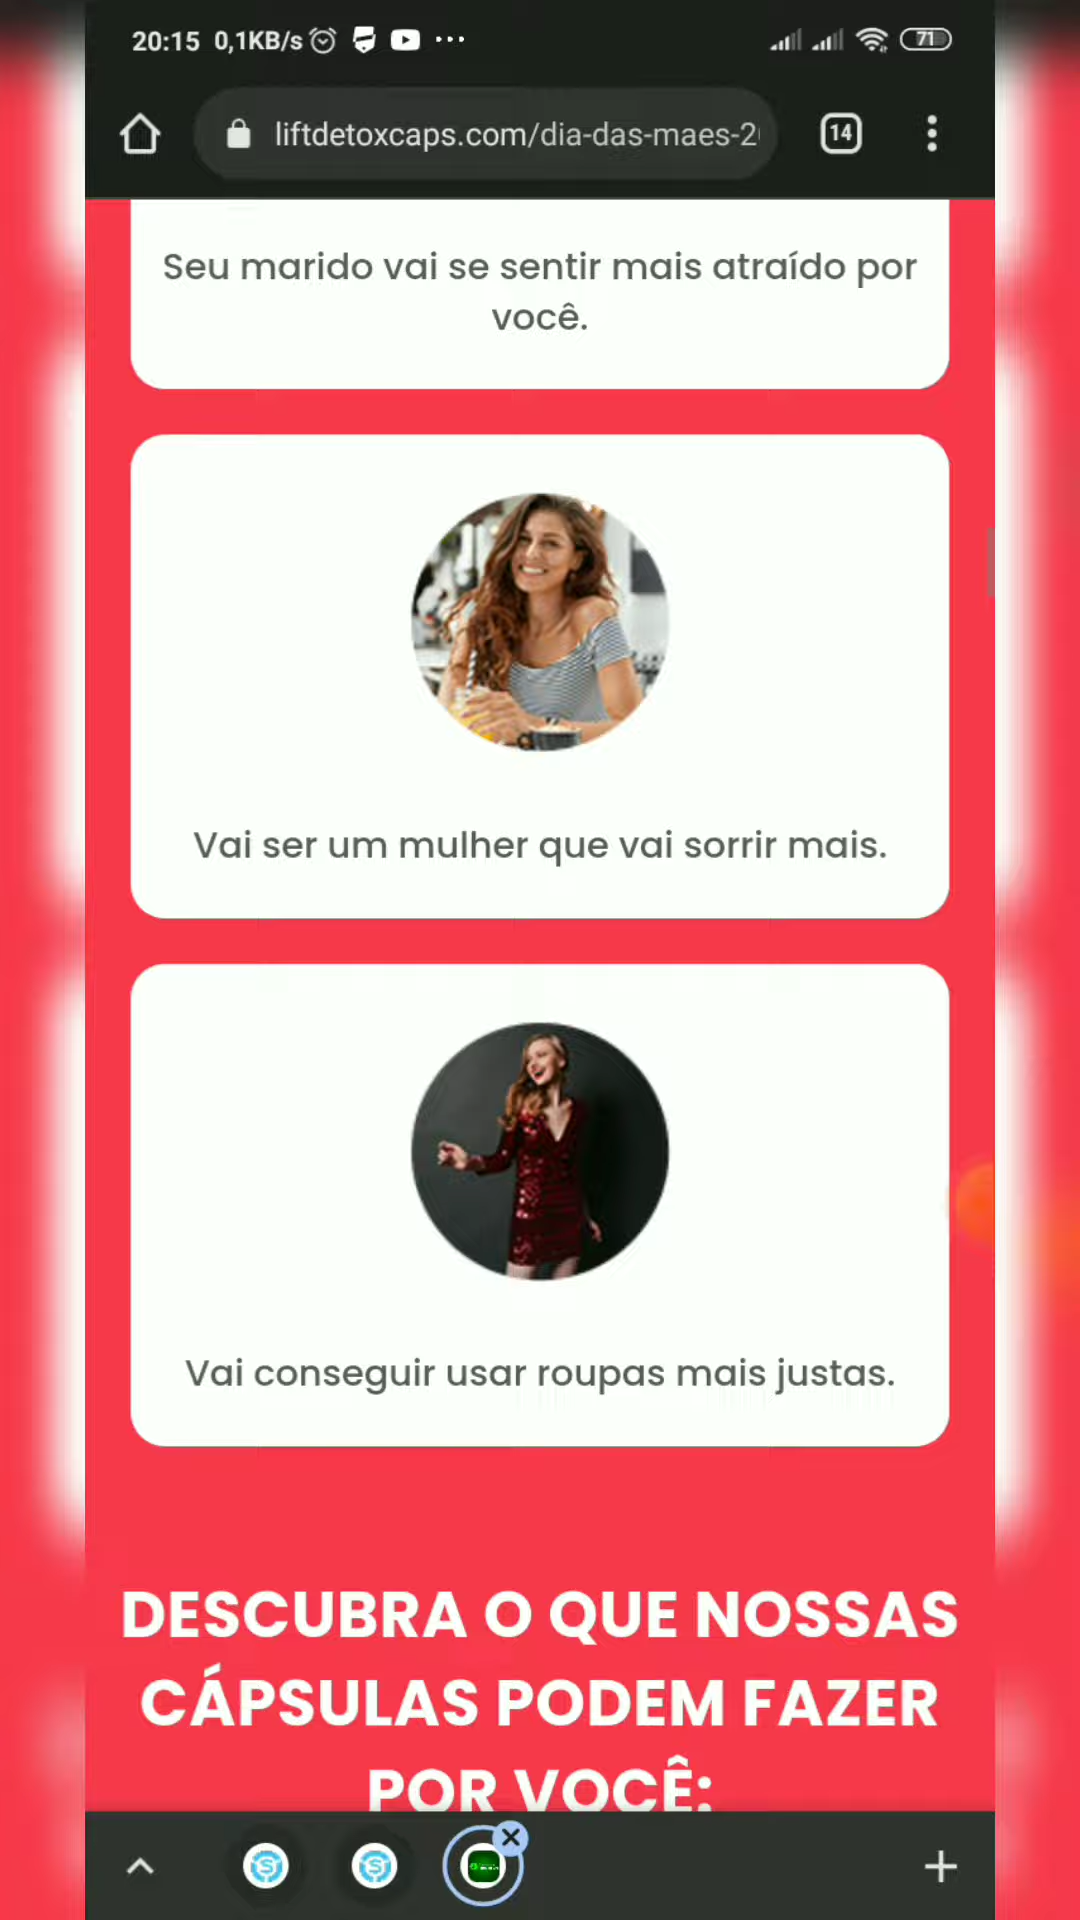 20:15 0,1KB/s
71
liftdetoxcaps.com/dia-das-maes-2
14
Seu marido vai se sentir mais atraído por
você.
Vai ser um mulher que vai sorrir mais.
Vai conseguir usar roupas mais justas.
DESCUBRA O QUE NOSSAS
CÁPSULAS PODEM FAZER
POR VOCÊ: